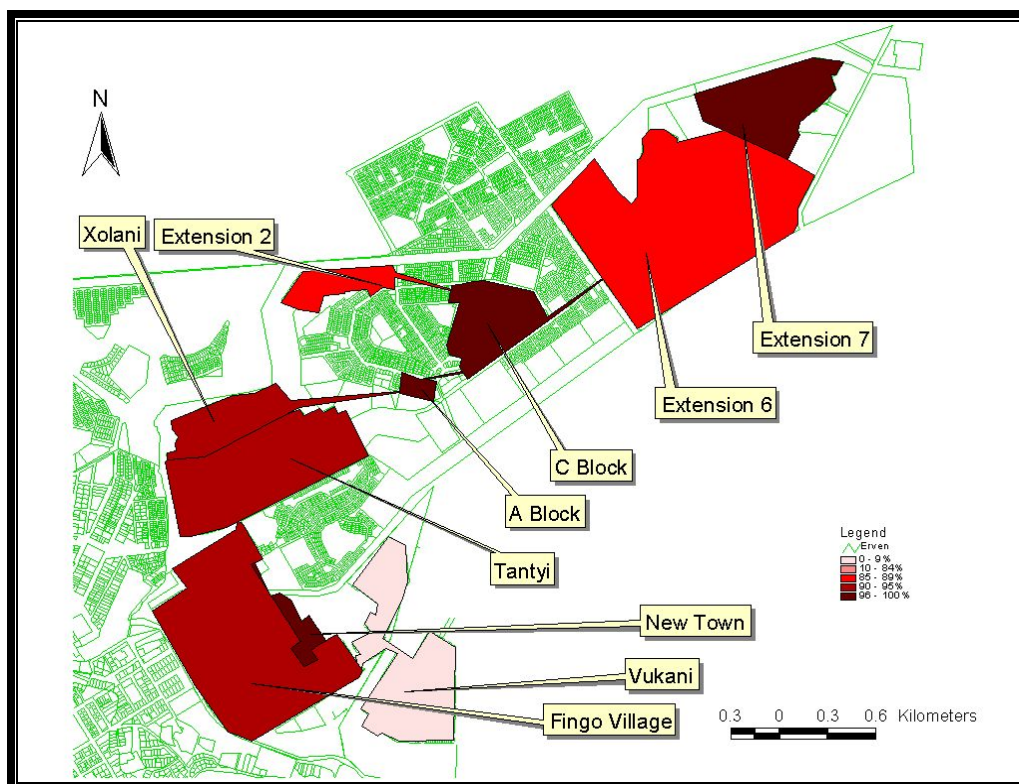 N
Xolani
Extension 2
Extension 7
Extension 6
C Block
A Block
Tantyi
New Town
Vukani
Fingo Village
Legend
Erven
0 - 9%
10 - 84%
85 - 89%
90 - 95%
96 - 100%
0.3 0 0.3 0.6 Kilometers